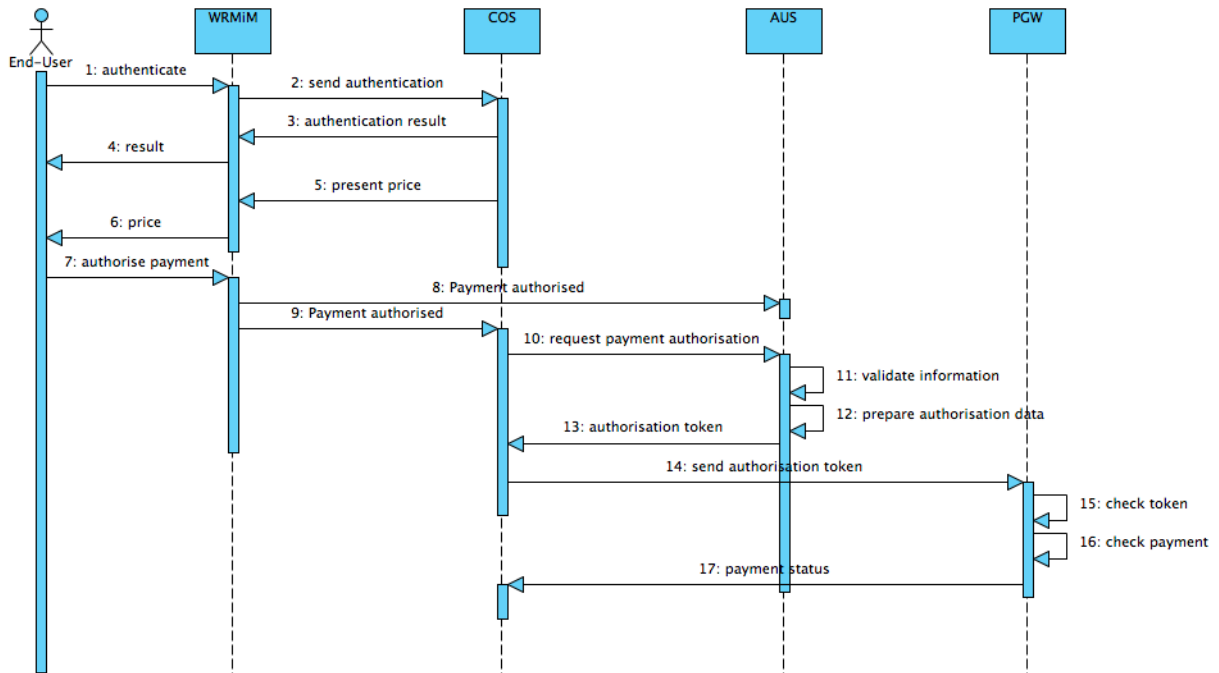 WRMiM
COS
AUS
PGW
End-User
1: authenticate
2: send authentication
3: authentication result
4: result
5: present price
6: price
7: authorise payment
8: Payment authorised
9: Payment authorised
10: request payment authorisation
11: validate information
12: prepare authorisation data
13: authorisation token
14: send authorisation token
15: check token
16: check payment
17: payment status